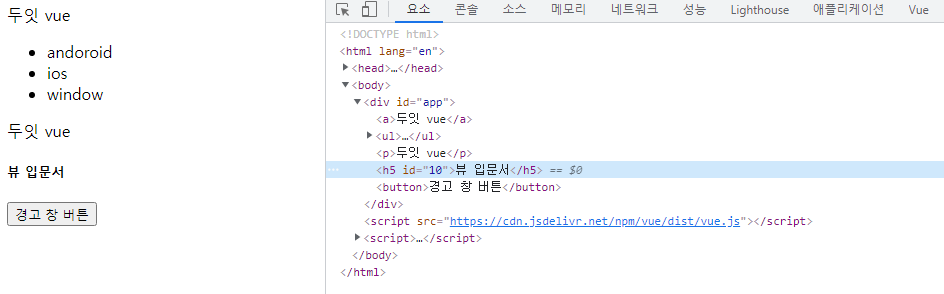 두잇 vue
andoroid
ios
window
두잇 vue
뷰 입문서
경고 창 버튼
요소 콘솔 소스 메모리 네트워크 성능 Lighthouse 애플리케이션 Vue
<!DOCTYPE html>
<html lang="en">
<head>…</head>
<body>
<div id="app">
<a>두잇 vue</a>
<ul>…</ul>
<p>두잇 vue</p>
<h5 id="10">뷰 입문서</h5> == $0
<button>경고 창 버튼</button>
</div>
<script src="https://cdn.jsdelivr.net/npm/vue/dist/vue.js"></script>
<script>…</script>
</body>
</html>